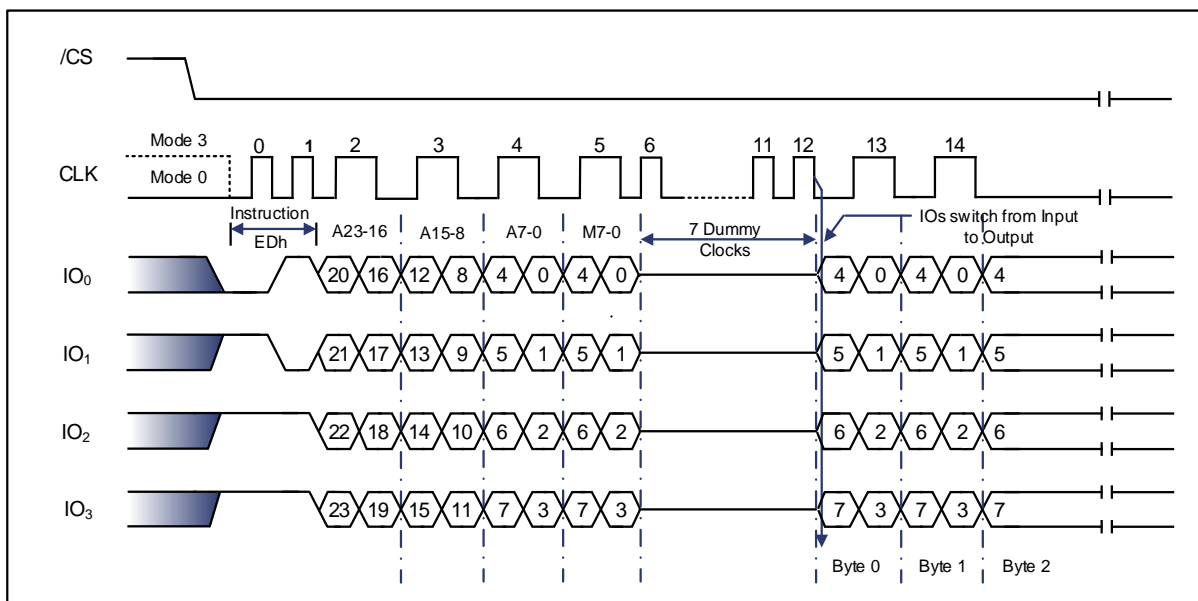 /CS
Mode 3
0 1 2 3 4 5 6 11 12 13 14
CLK
Mode 0
Instruction
EDh
A23-16 A15-8 A7-0 M7-0
7 Dummy
Clocks
IOs switch from Input
to Output
IO0 20 16 12 8 4 0 4 0 4 0 4 0 4
IO1 21 17 13 9 5 1 5 1 5 1 5 1 5
IO2 22 18 14 10 6 2 6 2 6 2 6 2 6
IO3 23 19 15 11 7 3 7 3 7 3 7 3 7
Byte 0 Byte 1 Byte 2